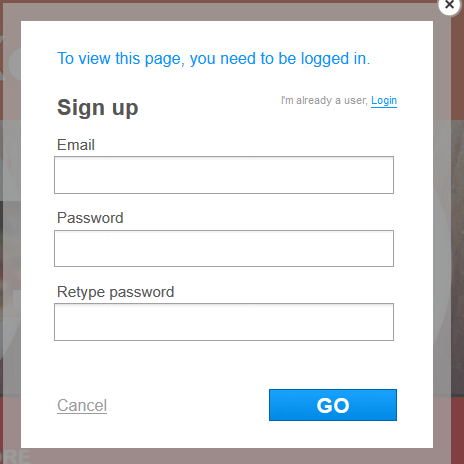 To view this page, you need to be logged in.
Sign up
I'm already a user, Login
Email
Password
Retype password
Cancel
GO
ORE